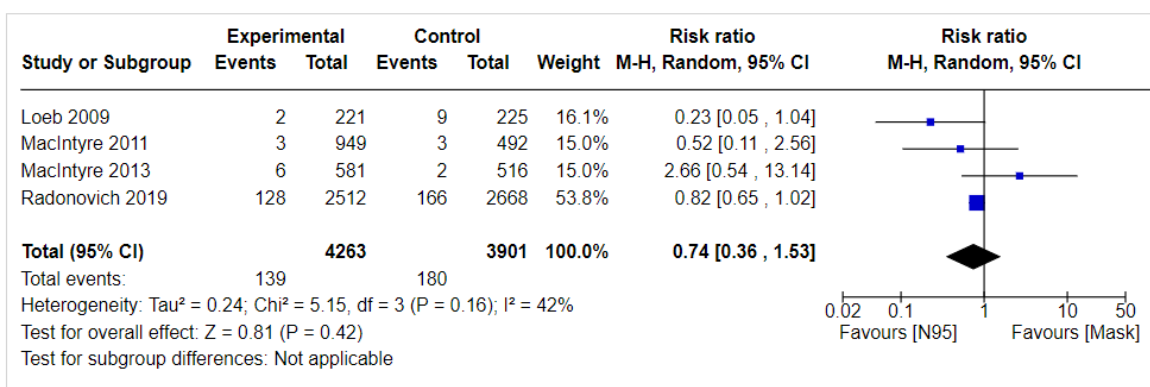 Experimental Control Risk ratio Risk ratio
Study or Subgroup Events Total Events Total Weight M-H, Random, 95% CI M-H, Random, 95% CI
Loeb 2009 2 221 9 225 16.1% 0.23 [0.05 , 1.04]
MacIntyre 2011 3 949 3 492 15.0% 0.52 [0.11 , 2.56]
MacIntyre 2013 6 581 2 516 15.0% 2.66 [0.54 , 13.14]
Radonovich 2019 128 2512 166 2668 53.8% 0.82 [0.65 , 1.02]
Total (95% CI) 4263 3901 100.0% 0.74 [0.36 , 1.53]
Total events: 139 180
Heterogeneity: Tau² = 0.24; Chi² = 5.15, df = 3 (P = 0.16); I² = 42%
Test for overall effect: Z = 0.81 (P = 0.42)
Test for subgroup differences: Not applicable
0.02 0.1 1 10 50
Favours [N95] Favours [Mask]